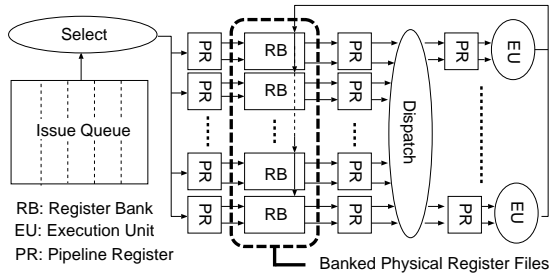 Select
Issue Queue
PR RB PR PR EU
PR RB PR
Dispatch
PR RB PR
PR RB PR PR EU
RB: Register Bank
EU: Execution Unit
PR: Pipeline Register
Banked Physical Register Files